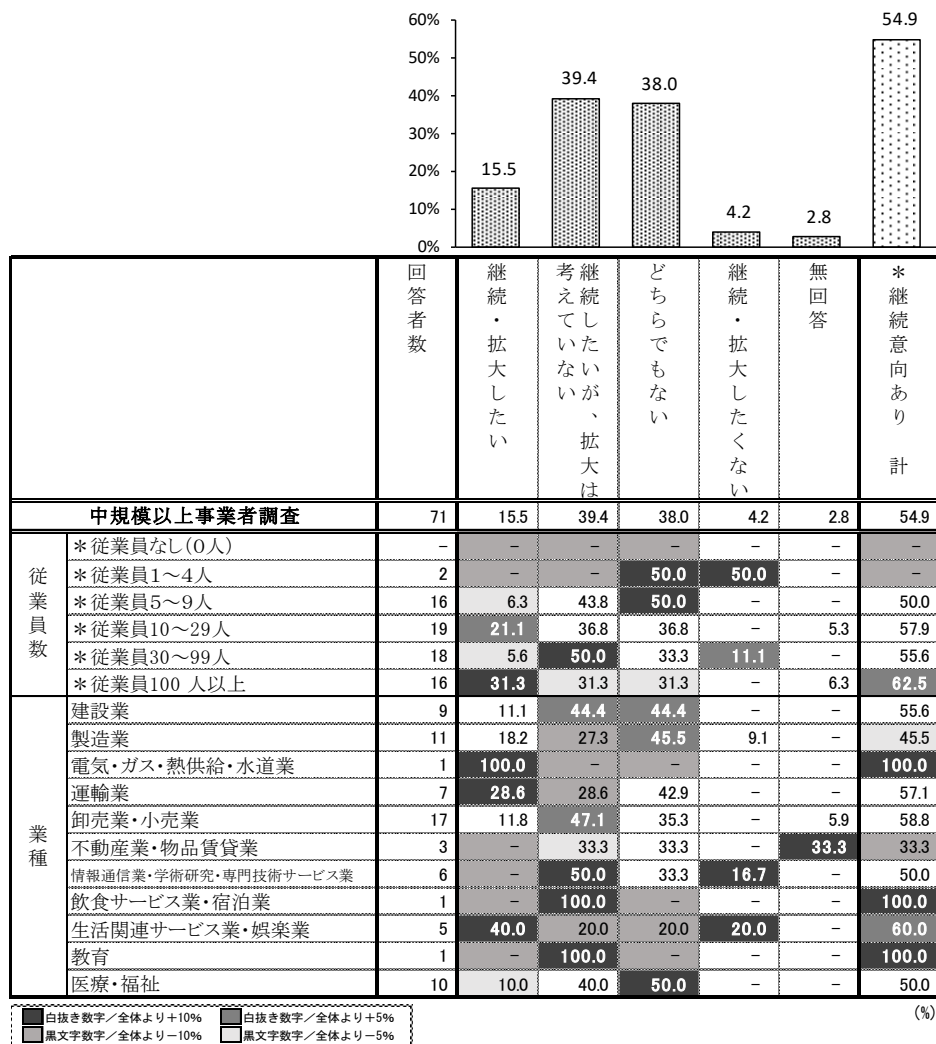 60%
50%
40%
30%
20%
10%
0%
15.5
39.4
38.0
4.2
2.8
54.9
回答者数
継続・拡大したい
継続したいが、拡大は
考えていない
どちらでもない
継続・拡大したくない
無回答
＊継続意向あり 計
中規模以上事業者調査 71 15.5 39.4 38.0 4.2 2.8 54.9
従業員数
＊従業員なし(0人) － － － － － － －
＊従業員1～4人 2 － － 50.0 50.0 － －
＊従業員5～9人 16 6.3 43.8 50.0 － － 50.0
＊従業員10～29人 19 21.1 36.8 36.8 － 5.3 57.9
＊従業員30～99人 18 5.6 50.0 33.3 11.1 － 55.6
＊従業員100 人以上 16 31.3 31.3 31.3 － 6.3 62.5
業種
建設業 9 11.1 44.4 44.4 － － 55.6
製造業 11 18.2 27.3 45.5 9.1 － 45.5
電気・ガス・熱供給・水道業 1 100.0 － － － － 100.0
運輸業 7 28.6 28.6 42.9 － － 57.1
卸売業・小売業 17 11.8 47.1 35.3 － 5.9 58.8
不動産業・物品賃貸業 3 － 33.3 33.3 － 33.3 33.3
情報通信業・学術研究・専門技術サービス業 6 － 50.0 33.3 16.7 － 50.0
飲食サービス業・宿泊業 1 － 100.0 － － － 100.0
生活関連サービス業・娯楽業 5 40.0 20.0 20.0 20.0 － 60.0
教育 1 － 100.0 － － － 100.0
医療・福祉 10 10.0 40.0 50.0 － － 50.0
(%)
白抜き数字／全体より＋10% 白抜き数字／全体より＋5%
黒文字数字／全体より－10% 黒文字数字／全体より－5%